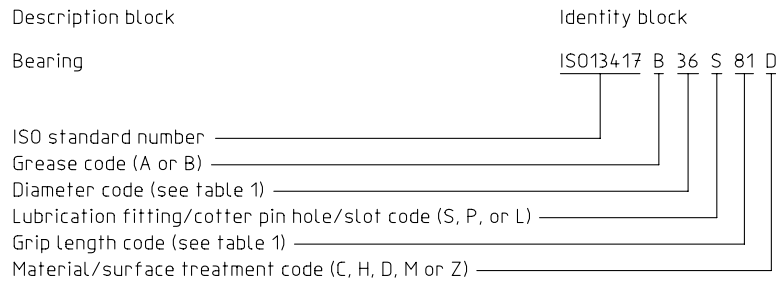 Description block Identity block
Bearing ISO13417 B 36 S 81 D
ISO standard number
Grease code (A or B)
Diameter code (see table 1)
Lubrication fitting/cotter pin hole/slot code (S, P, or L)
Grip length code (see table 1)
Material/surface treatment code (C, H, D, M or Z)